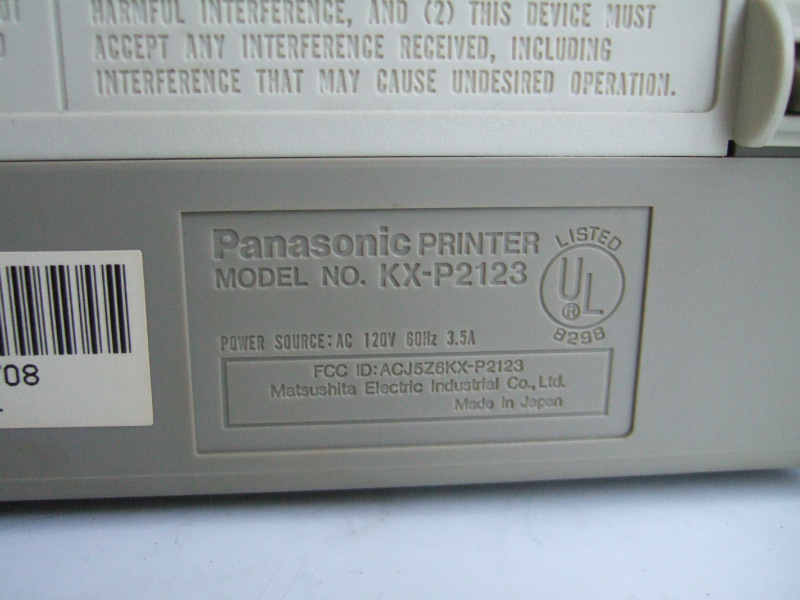 HARMFUL INTERFERENCE, AND (2) THIS DEVICE MUST
ACCEPT ANY INTERFERENCE RECEIVED, INCLUDING
INTERFERENCE THAT MAY CAUSE UNDESIRED OPERATION.
Panasonic PRINTER
MODEL NO. KX-P2123
LISTED
UL
®
829B
POWER SOURCE: AC 120V 60Hz 3.5A
FCC ID: ACJ5Z6KX-P2123
Matsushita Electric Industrial Co., Ltd.
Made in Japan
708